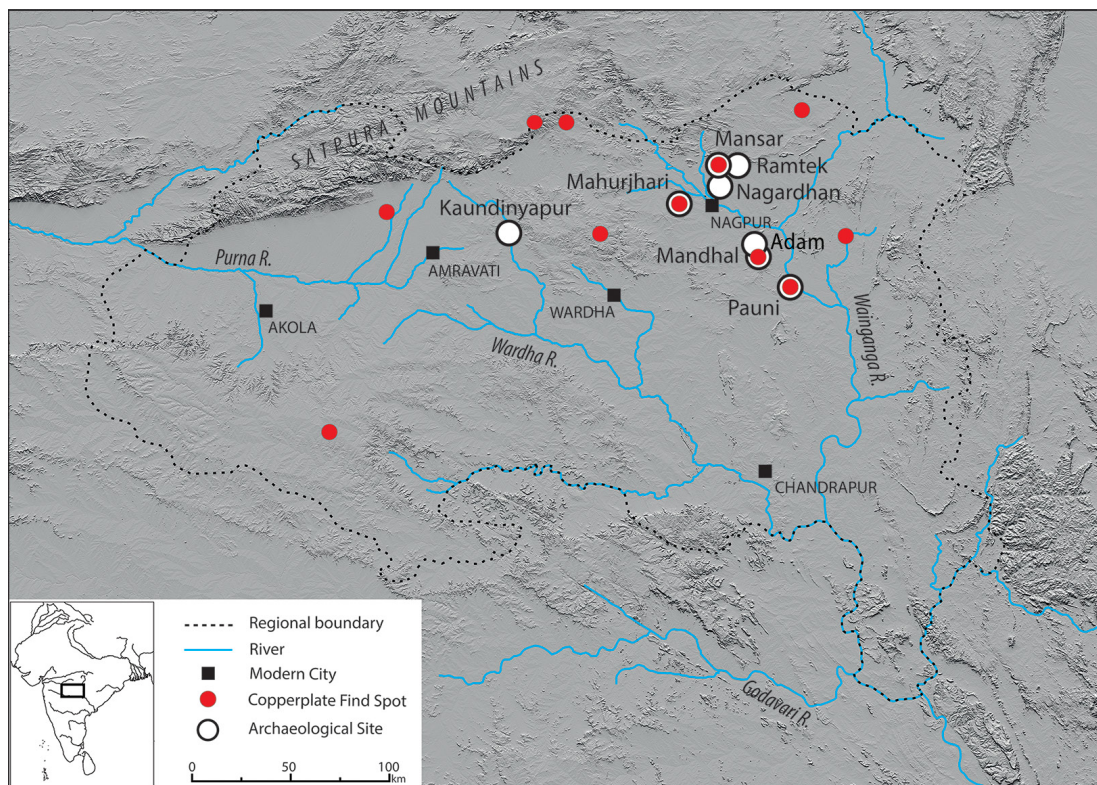 SATPURA MOUNTAINS
Mansar
Ramtek
Mahurjhari
Nagardhan
Kaundinyapur
NAGPUR
Adam
Purna R.
AMRAVATI
Mandhal
WARDHA
Pauni
AKOLA
Wardha R.
Wainganga R.
CHANDRAPUR
Godavari R.
Regional boundary
River
Modern City
Copperplate Find Spot
Archaeological Site
0 50 100
km